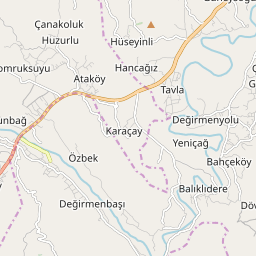 Çanakoluk
Huzurlu
Hüseyinli
Hancağız
Ataköy
Tavla
Değirmenyolu
Karaçay
Yeniçağ
Özbek
Bahçeköy
Balıklıdere
Değirmenbaşı